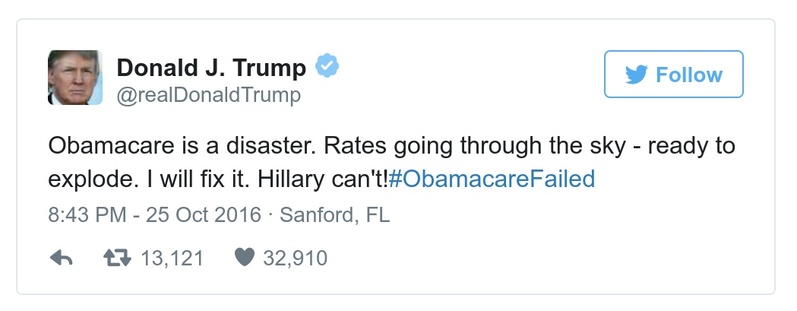 Donald J. Trump
@realDonaldTrump
Follow
Obamacare is a disaster. Rates going through the sky - ready to
explode. I will fix it. Hillary can't!#ObamacareFailed
8:43 PM - 25 Oct 2016 · Sanford, FL
13,121 32,910